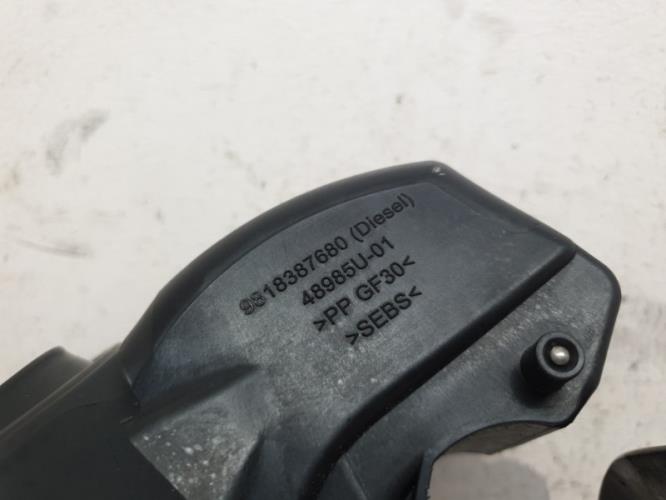 9818387680 (Diesel)
48985U-01
>PP GF30<
>SEBS<